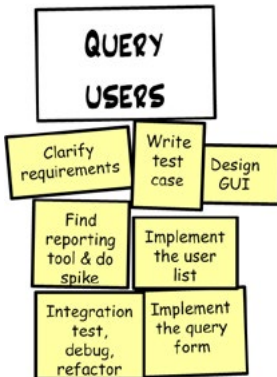 QUERY
USERS
Clarify
requirements
Write
test
case
Design
GUI
Find
reporting
tool & do
spike
Implement
the user
list
Integration
test,
debug,
refactor
Implement
the query
form